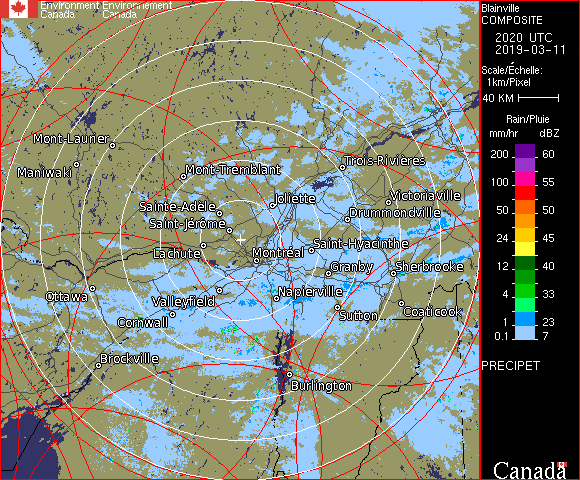 Environment Environnement
Canada Canada
Blainville
COMPOSITE
2020 UTC
2019-03-11
Scale/Échelle:
1km/Pixel
40 KM
Rain/Pluie
mm/hr dBZ
200 60
100 55
50 50
24 45
12 40
4 33
1 23
0.1 7
PRECIPET
Canada
Mont-Laurier
Maniwaki
Mont-Tremblant
Trois-Rivières
Joliette
Victoriaville
Sainte-Adele
Drummondville
Saint-Jérôme
Lachute
Montréal
Saint-Hyacinthe
Granby
Sherbrooke
Ottawa
Valleyfield
Napierville
Cornwall
Sutton
Coaticook
Brockville
Burlington